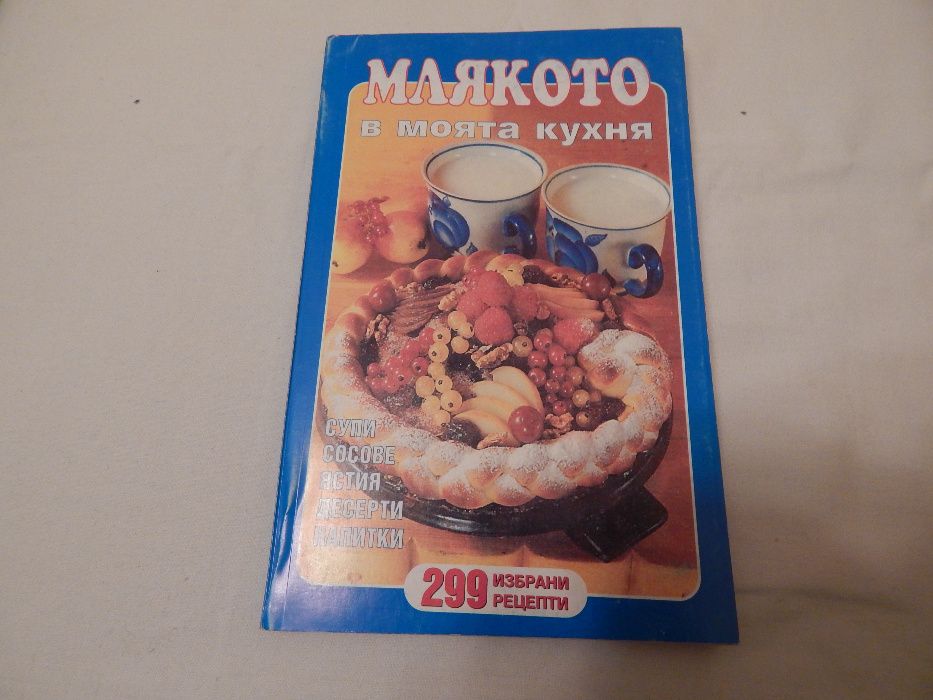 МЛЯКОТО
в моята кухня
СУПИ
СОСОВЕ
ЯСТИЯ
ДЕСЕРТИ
НАПИТКИ
299 ИЗБРАНИ
РЕЦЕПТИ